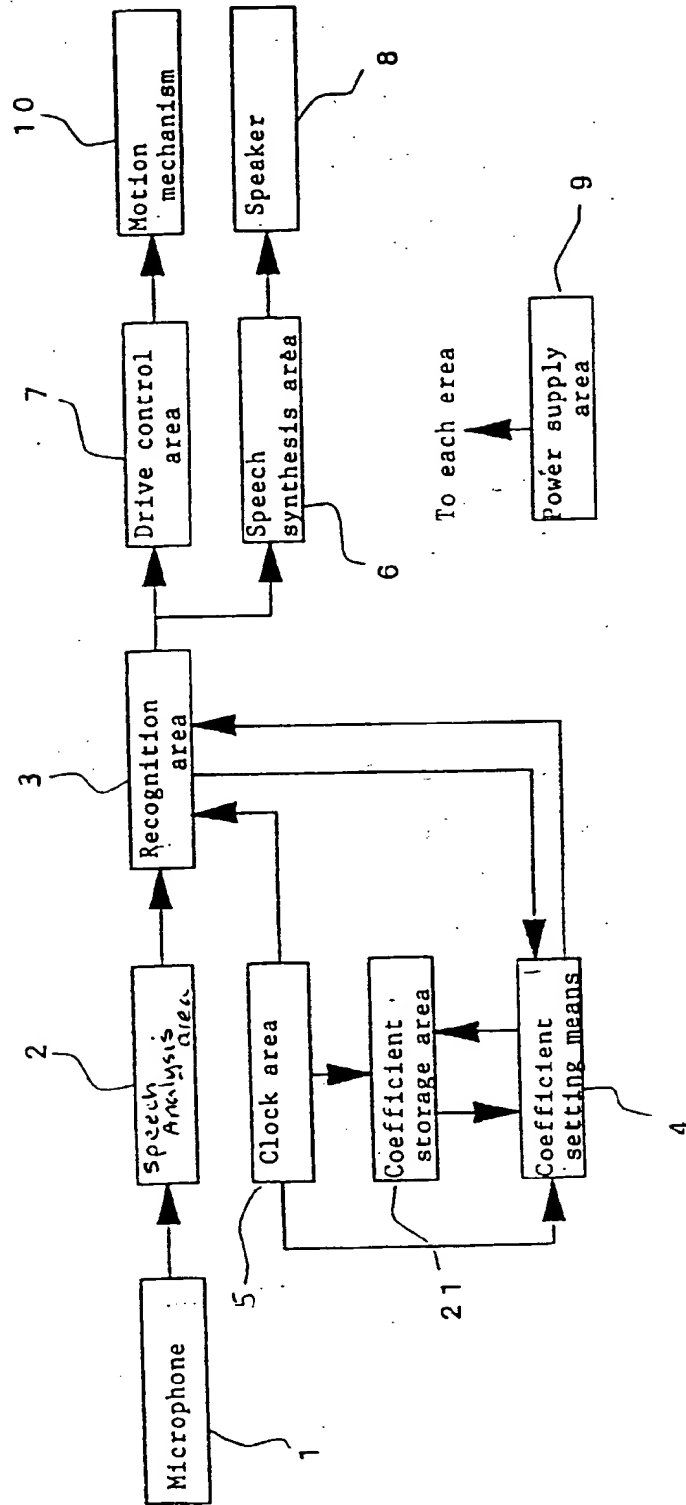 1
Microphone
2
Speech
Analysis
area
3
Recognition
area
7
Drive control
area
10
Motion
mechanism
6
Speech
synthesis area
8
Speaker
5
Clock area
21
Coefficient
storage area
4
Coefficient
setting means
To each erea
9
Power supply
area